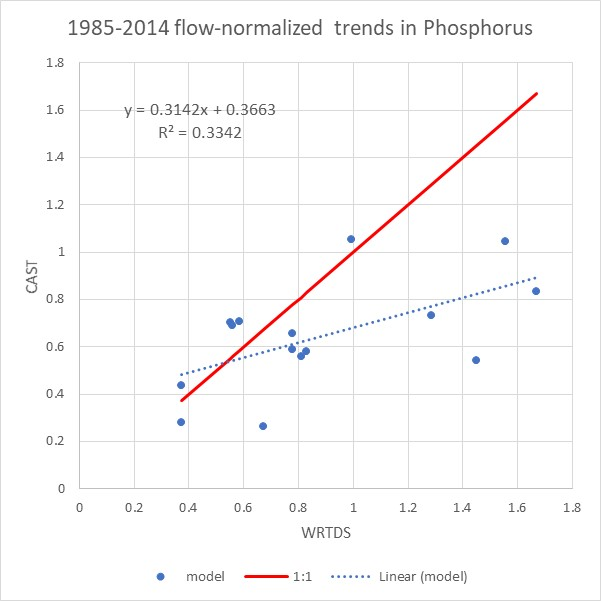 1985-2014 flow-normalized trends in Phosphorus
1.8
1.6
y = 0.3142x + 0.3663
R² = 0.3342
1.4
1.2
1
CAST
0.8
0.6
0.4
0.2
0
0 0.2 0.4 0.6 0.8 1 1.2 1.4 1.6 1.8
WRTDS
model 1:1 Linear (model)